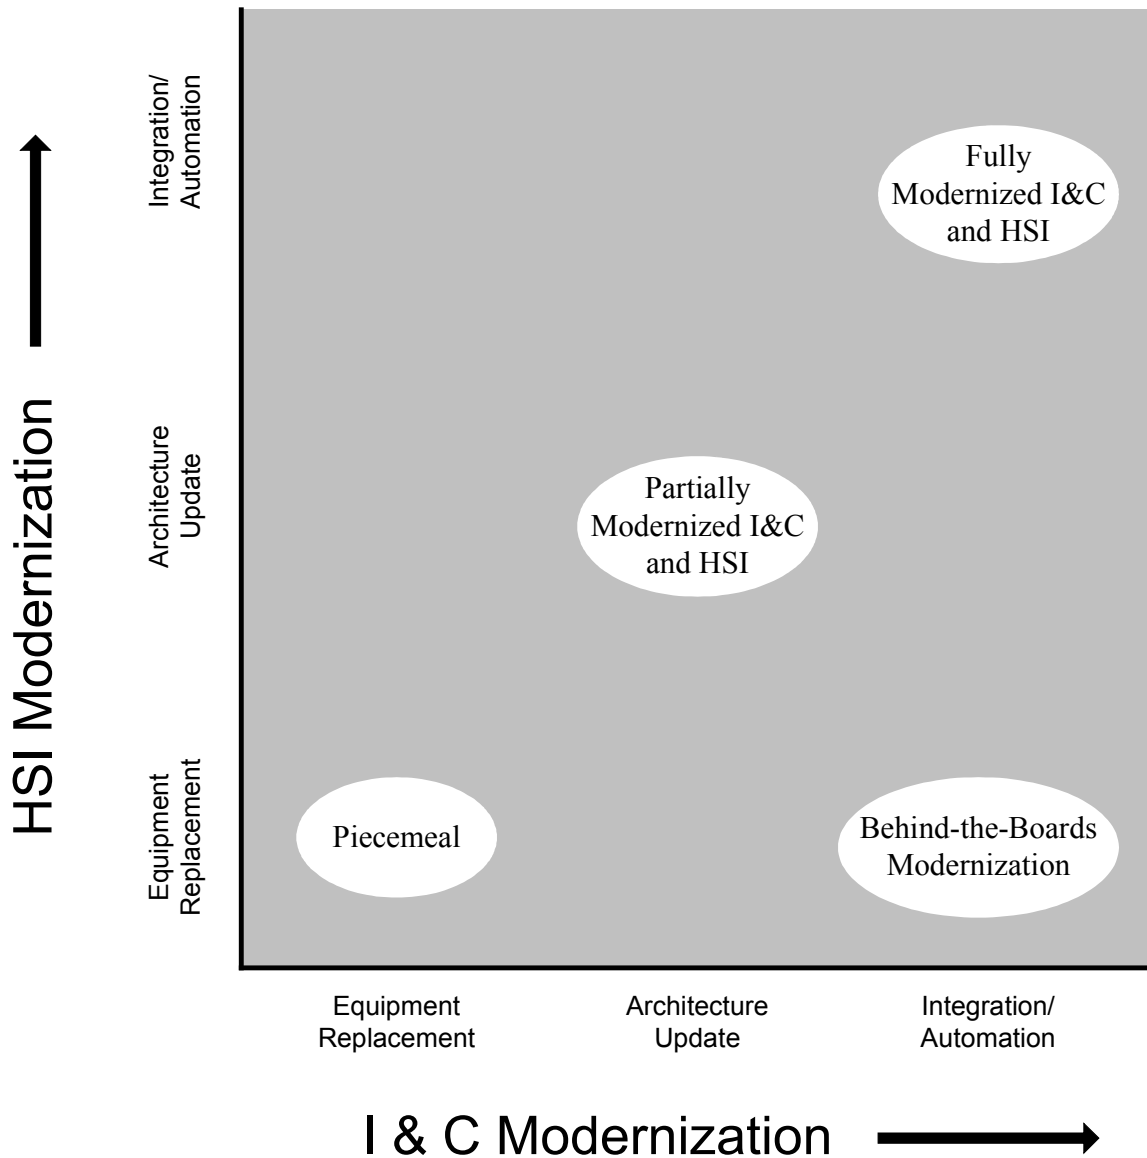 HSI Modernization
Integration/
Automation
Architecture
Update
Equipment
Replacement
Fully
Modernized I&C
and HSI
Partially
Modernized I&C
and HSI
Piecemeal
Behind-the-Boards
Modernization
Equipment
Replacement
Architecture
Update
Integration/
Automation
I & C Modernization